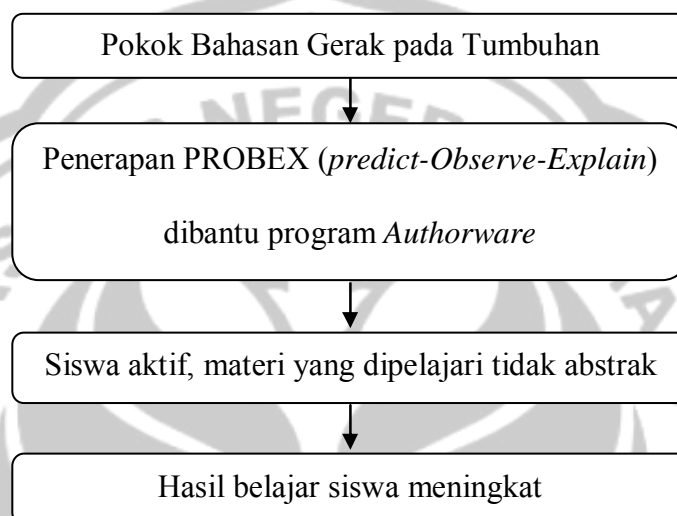 Pokok Bahasan Gerak pada Tumbuhan
Penerapan PROBEX (predict-Observe-Explain)
dibantu program Authorware
Siswa aktif, materi yang dipelajari tidak abstrak
Hasil belajar siswa meningkat